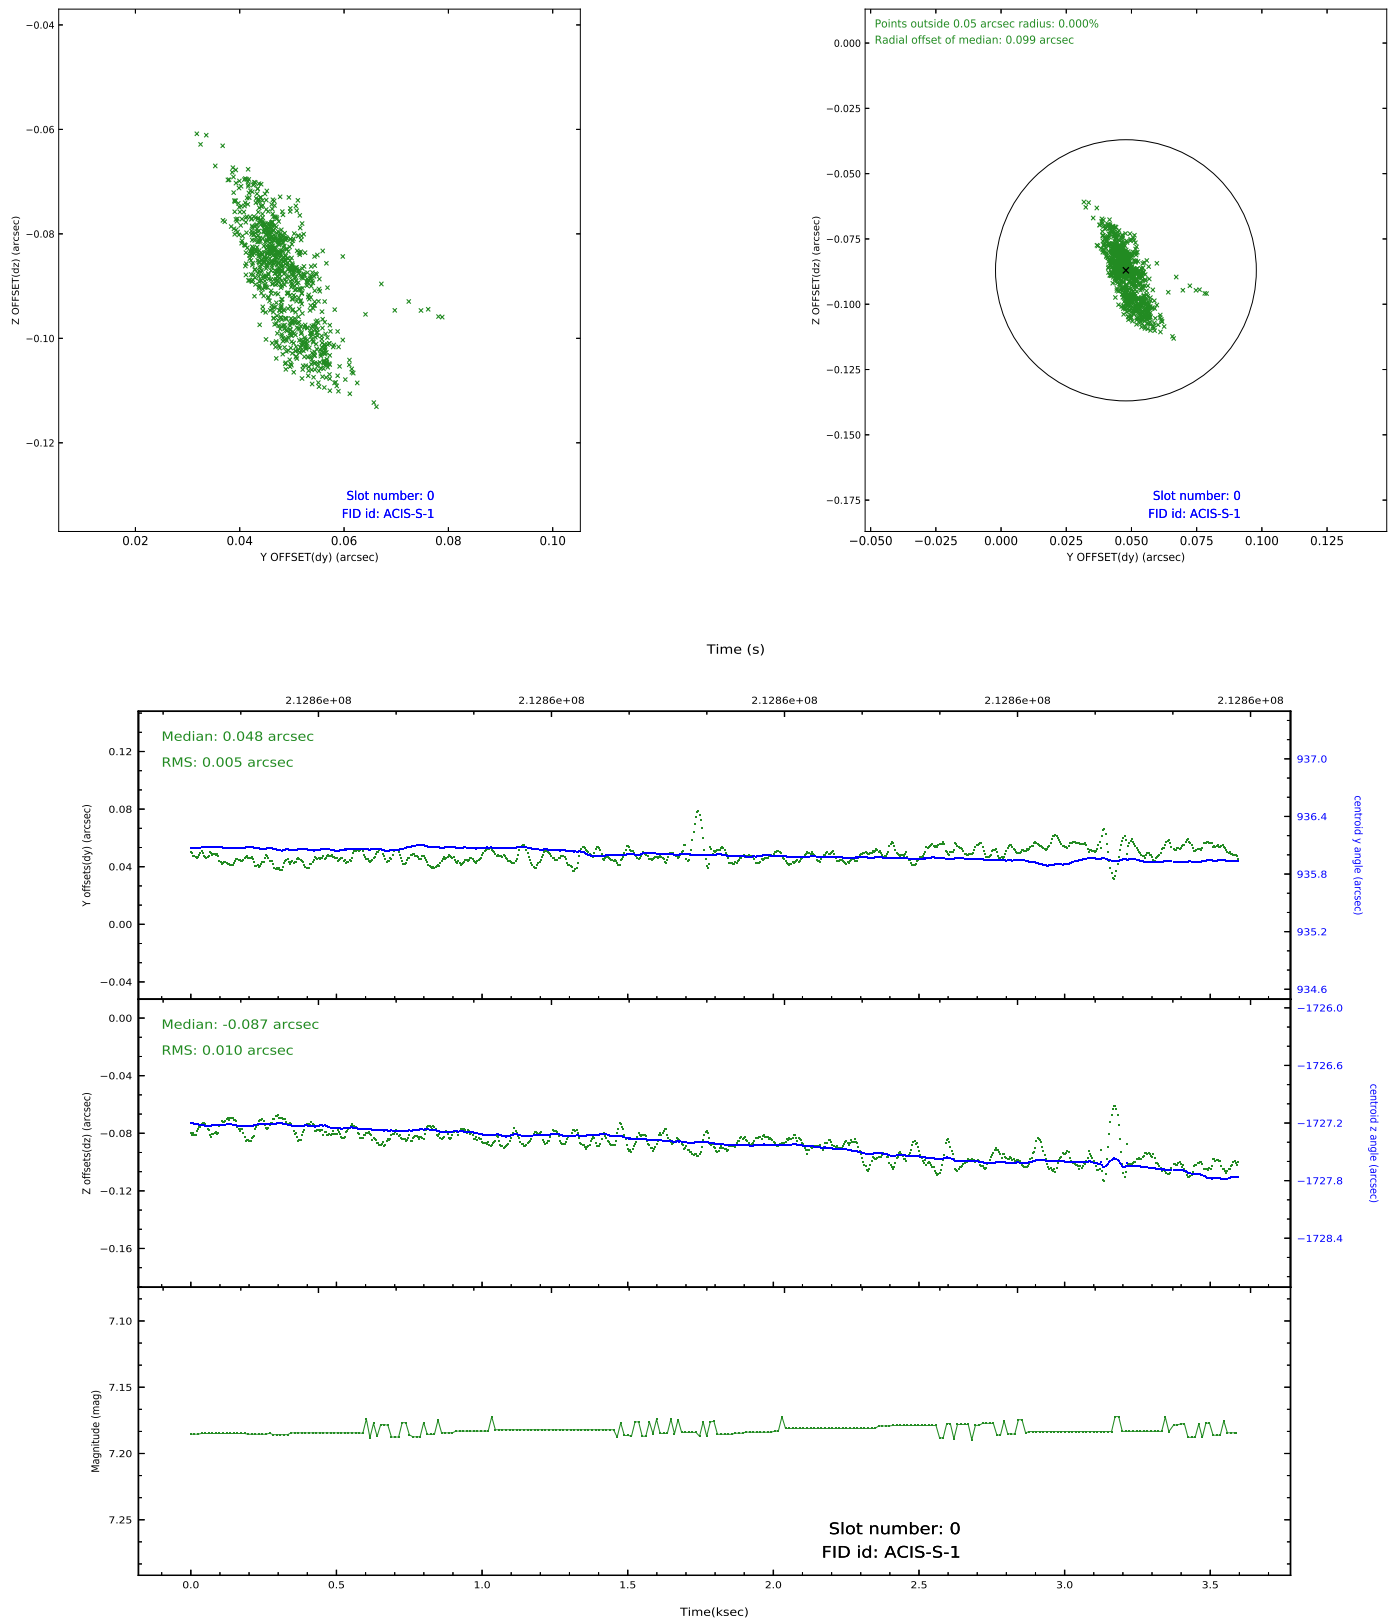 −0.04
−0.06
−0.08
−0.10
−0.12
Z OFFSET(dz) (arcsec)
Slot number: 0
FID id: ACIS-S-1
0.02 0.04 0.06 0.08 0.10
Y OFFSET(dy) (arcsec)
Points outside 0.05 arcsec radius: 0.000%
Radial offset of median: 0.099 arcsec
0.000
−0.025
−0.050
−0.075
−0.100
−0.125
−0.150
−0.175
Z OFFSET(dz) (arcsec)
Slot number: 0
FID id: ACIS-S-1
−0.050 −0.025 0.000 0.025 0.050 0.075 0.100 0.125
Y OFFSET(dy) (arcsec)
Time (s)
2.1286e+08 2.1286e+08 2.1286e+08 2.1286e+08 2.1286e+08
Median: 0.048 arcsec
RMS: 0.005 arcsec
0.12
0.08
0.04
0.00
−0.04
Y offsets(dy) (arcsec)
937.0
936.4
935.8
935.2
934.6
centroid y angle (arcsec)
Median: -0.087 arcsec
RMS: 0.010 arcsec
0.00
−0.04
−0.08
−0.12
−0.16
Z offsets(dz) (arcsec)
−1726.0
−1726.6
−1727.2
−1727.8
−1728.4
centroid z angle (arcsec)
7.10
7.15
7.20
7.25
Magnitude (mag)
Slot number: 0
FID id: ACIS-S-1
0.0 0.5 1.0 1.5 2.0 2.5 3.0 3.5
Time(ksec)